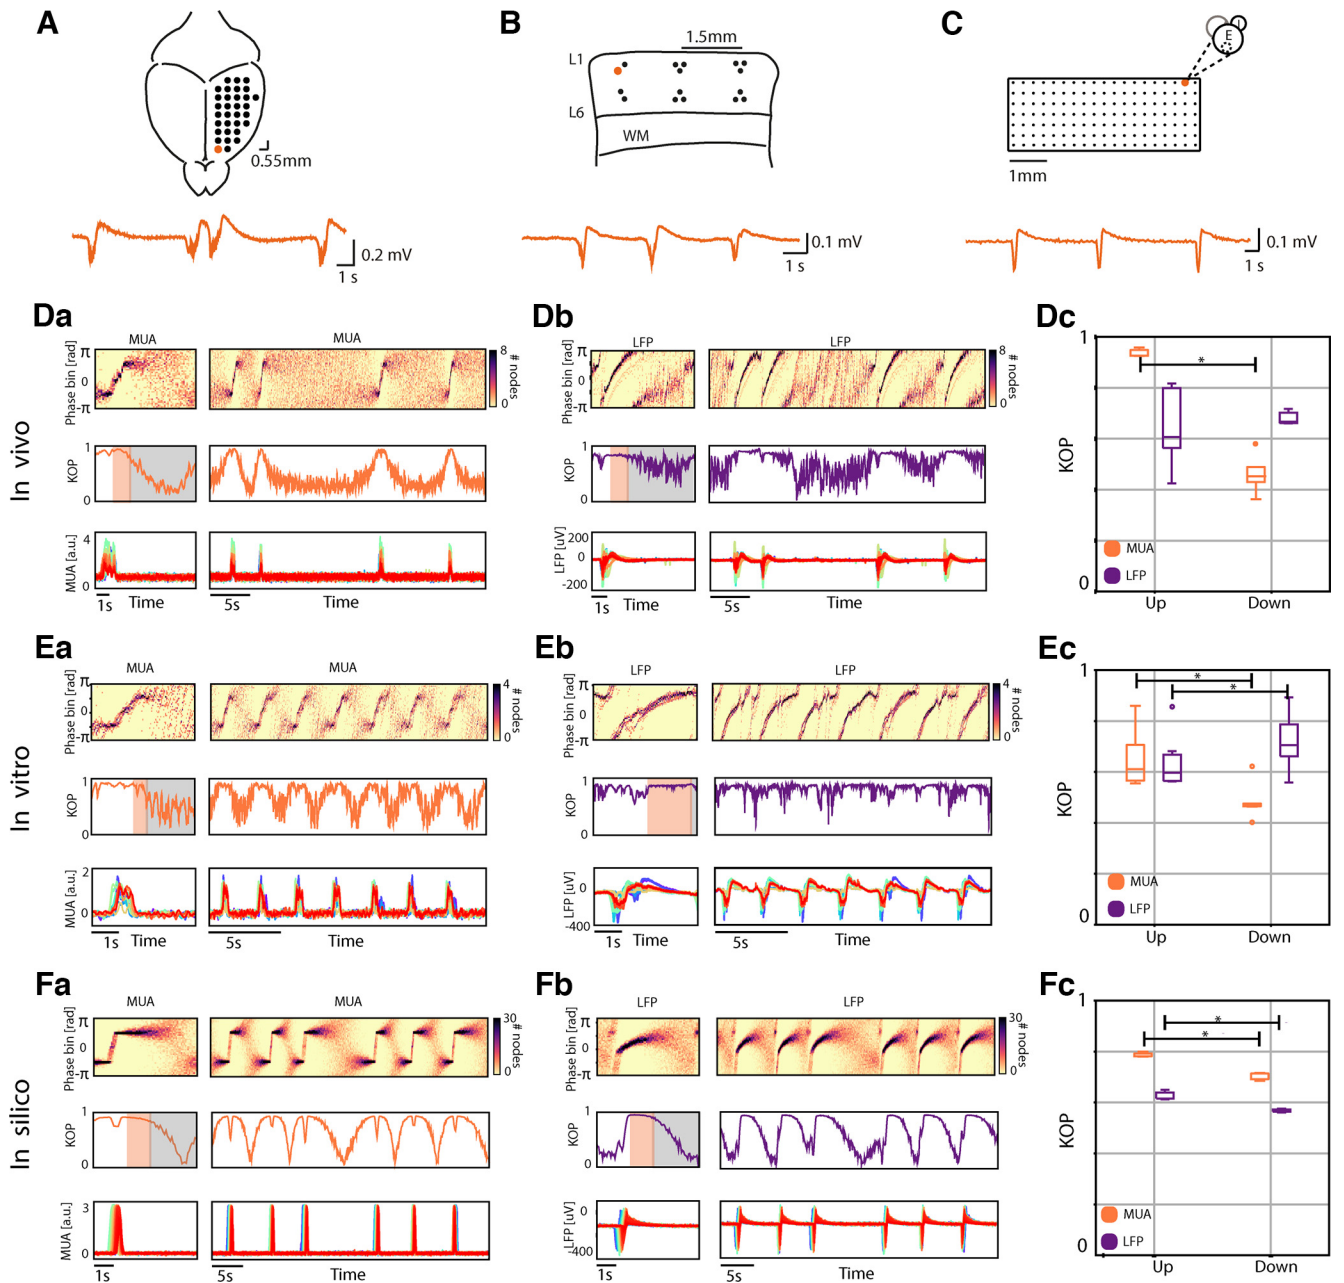 A
B
C
0.55mm
0.2 mV
1 s
1.5mm
L1
L6
WM
0.1 mV
1 s
E
I
1mm
0.1 mV
1 s
In vivo
Da
MUA
MUA
Phase bin [rad]
π
0
-π
8
0
# nodes
KOP
1
0
MUA [a.u.]
4
0
1s
Time
5s
Time
Db
LFP
LFP
Phase bin [rad]
π
0
-π
8
0
# nodes
KOP
1
0
LFP [uV]
200
0
-200
1s
Time
5s
Time
Dc
1
KOP
0
MUA
LFP
Up
Down
In vitro
Ea
MUA
MUA
Phase bin [rad]
π
0
-π
4
0
# nodes
KOP
1
0
MUA [a.u.]
2
0
1s
Time
5s
Time
Eb
LFP
LFP
Phase bin [rad]
π
0
-π
4
0
# nodes
KOP
1
0
LFP [uV]
0
-400
1s
Time
5s
Time
Ec
1
KOP
0
*
*
MUA
LFP
Up
Down
In silico
Fa
MUA
MUA
Phase bin [rad]
π
0
-π
30
0
# nodes
KOP
1
0
MUA [a.u.]
3
0
1s
5s
Time
Fb
LFP
LFP
Phase bin [rad]
π
0
-π
30
0
# nodes
KOP
1
0
LFP [uV]
0
-400
1s
5s
Time
Fc
1
KOP
0
*
*
MUA
LFP
Up
Down